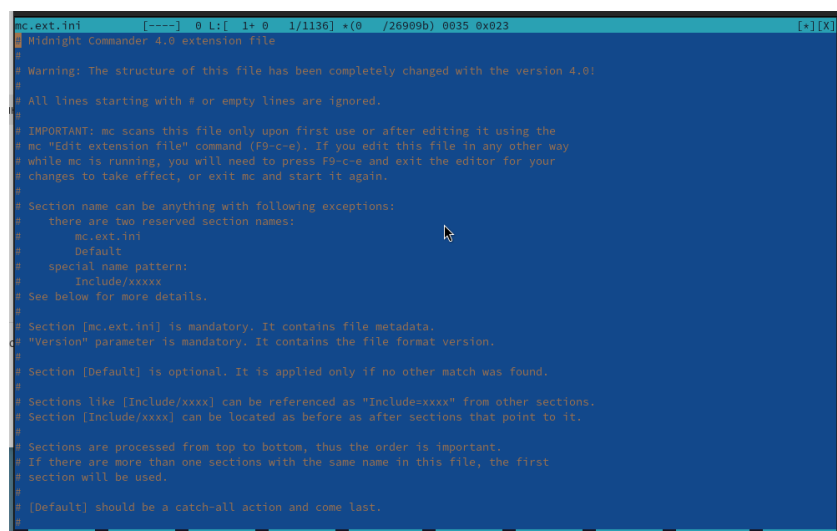 mc.ext.ini [----] 0 L:[ 1+ 0 1/1136] *(0 /26909b) 0035 0x023 [*][X]
# Midnight Commander 4.0 extension file
#
# Warning: The structure of this file has been completely changed with the version 4.0!
#
# All lines starting with # or empty lines are ignored.
#
# IMPORTANT: mc scans this file only upon first use or after editing it using the
# mc "Edit extension file" command (F9-c-e). If you edit this file in any other way
# while mc is running, you will need to press F9-c-e and exit the editor for your
# changes to take effect, or exit mc and start it again.
#
# Section name can be anything with following exceptions:
# there are two reserved section names:
# mc.ext.ini
# Default
# special name pattern:
# Include/xxxxx
# See below for more details.
#
# Section [mc.ext.ini] is mandatory. It contains file metadata.
# "Version" parameter is mandatory. It contains the file format version.
#
# Section [Default] is optional. It is applied only if no other match was found.
#
# Sections like [Include/xxxx] can be referenced as "Include=xxxx" from other sections.
# Section [Include/xxxx] can be located as before as after sections that point to it.
#
# Sections are processed from top to bottom, thus the order is important.
# If there are more than one sections with the same name in this file, the first
# section will be used.
#
# [Default] should be a catch-all action and come last.
#